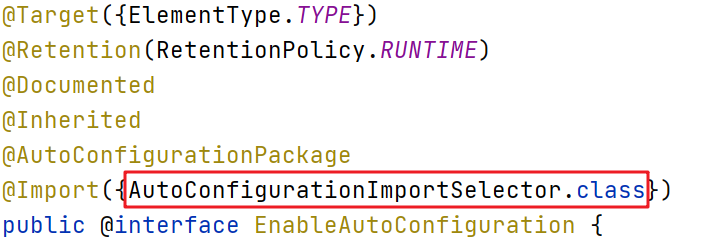 @Target({ElementType.TYPE})
@Retention(RetentionPolicy.RUNTIME)
@Documented
@Inherited
@AutoConfigurationPackage
@Import({AutoConfigurationImportSelector.class})
public @interface EnableAutoConfiguration {